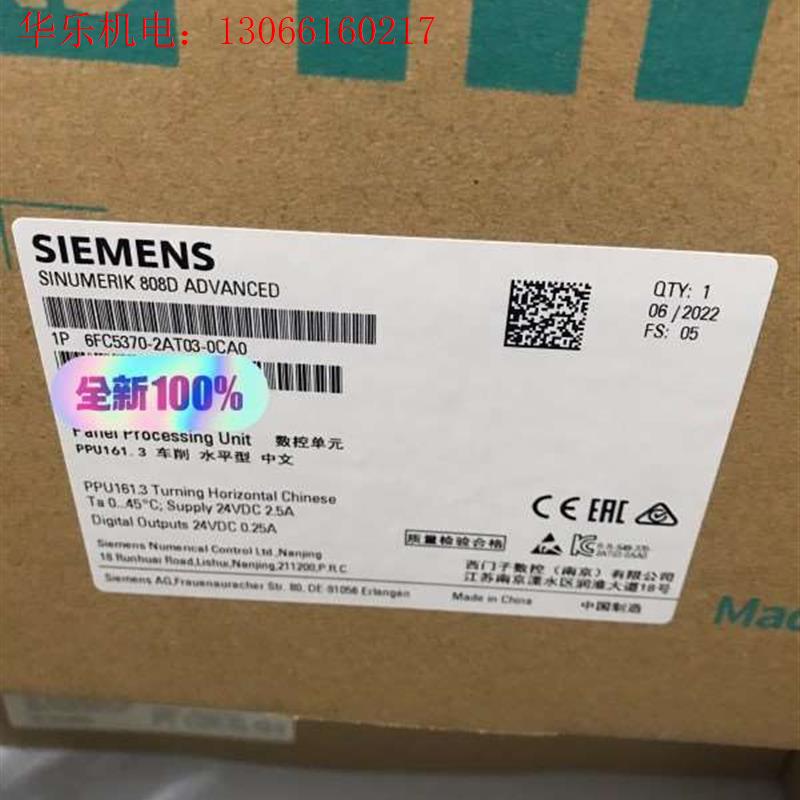 华乐机电：13066160217
SIEMENS
SINUMERIK 808D ADVANCED
QTY: 1
06 / 2022
FS: 05
1P 6FC5370-2AT03-0CA0
全新100%
Panel Processing Unit 数控单元
PPU161.3 车削 水平型 中文
PPU161.3 Turning Horizontal Chinese
Ta 0...45°C; Supply 24VDC 2.5A
Digital Outputs 24VDC 0.25A
CE EAC
质量检验合格
Siemens Numerical Control Ltd., Nanjing
18 Runhuai Road,Lishui,Nanjing,211200,P.R.C
西门子数控（南京）有限公司
江苏南京溧水区润淮大道18号
Siemens AG,Frauenauracher Str. 80, DE-91056 Erlangen
Made in China
中国制造
Mad